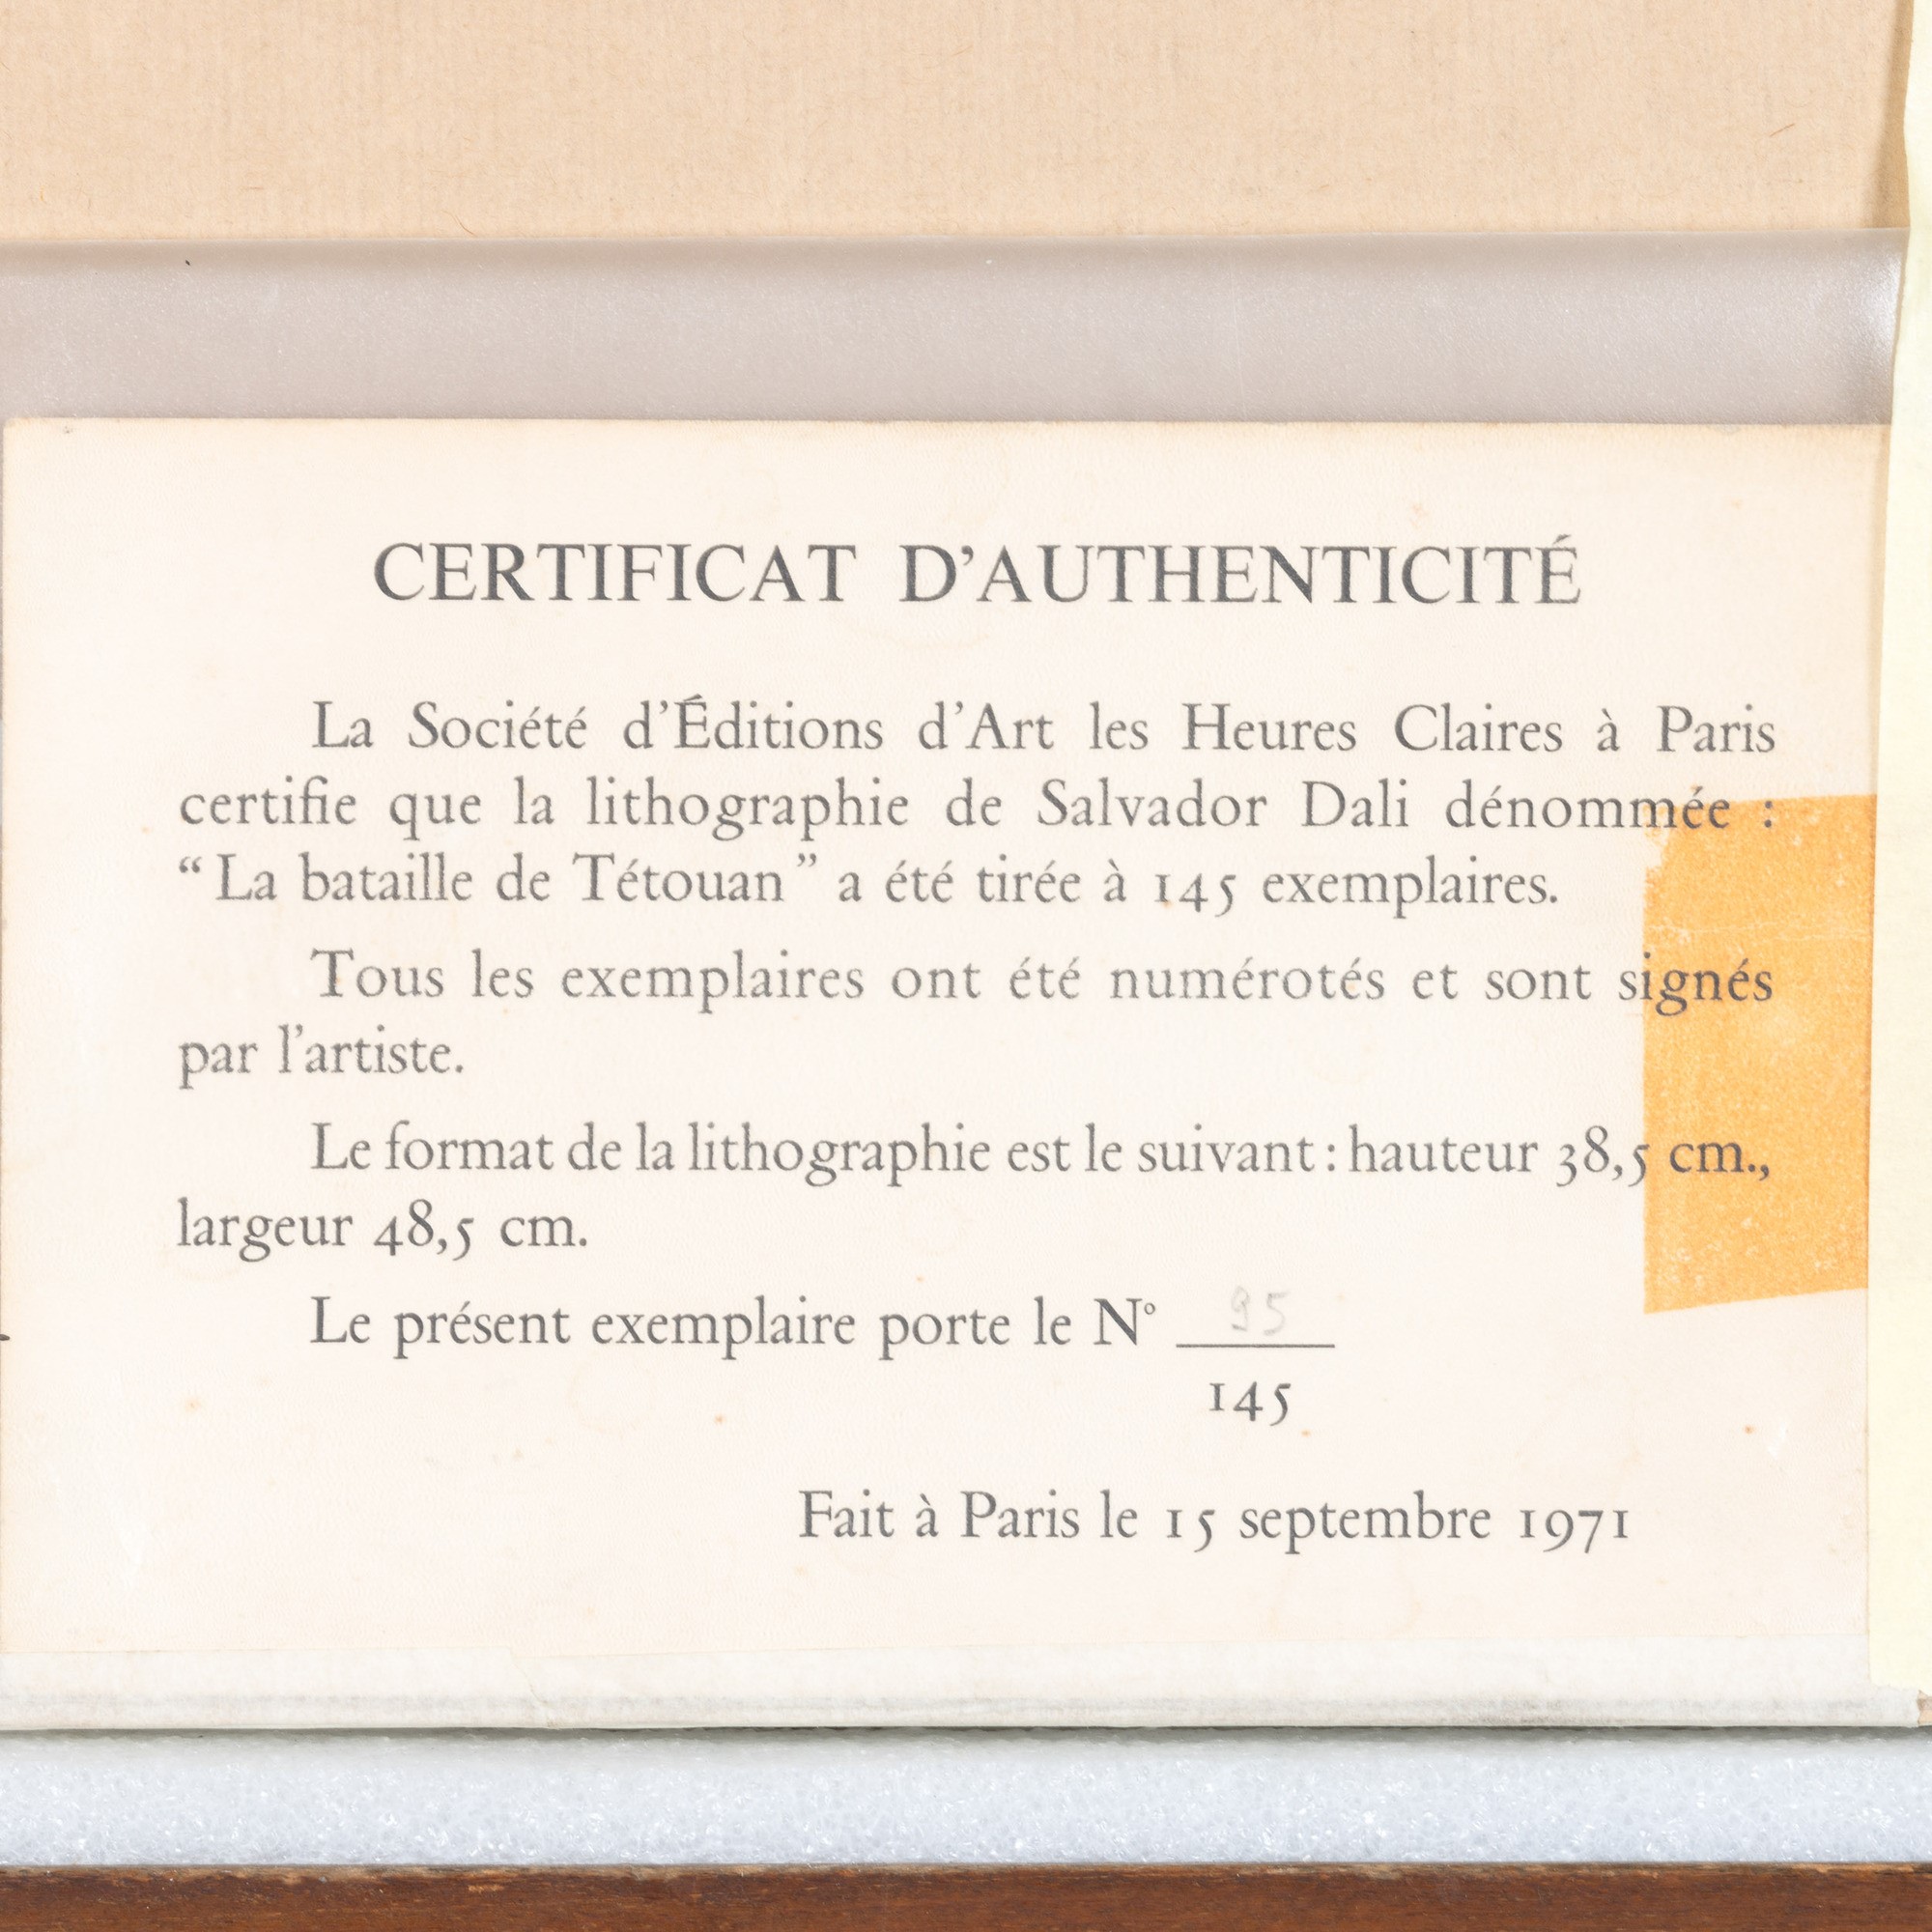 CERTIFICAT D’AUTHENTICITÉ
La Société d’Éditions d’Art les Heures Claires à Paris
certifie que la lithographie de Salvador Dali dénommée :
“ La bataille de Tétouan ” a été tirée à 145 exemplaires.
Tous les exemplaires ont été numérotés et sont signés
par l’artiste.
Le format de la lithographie est le suivant : hauteur 38,5 cm.,
largeur 48,5 cm.
Le présent exemplaire porte le N° 95
145
Fait à Paris le 15 septembre 1971